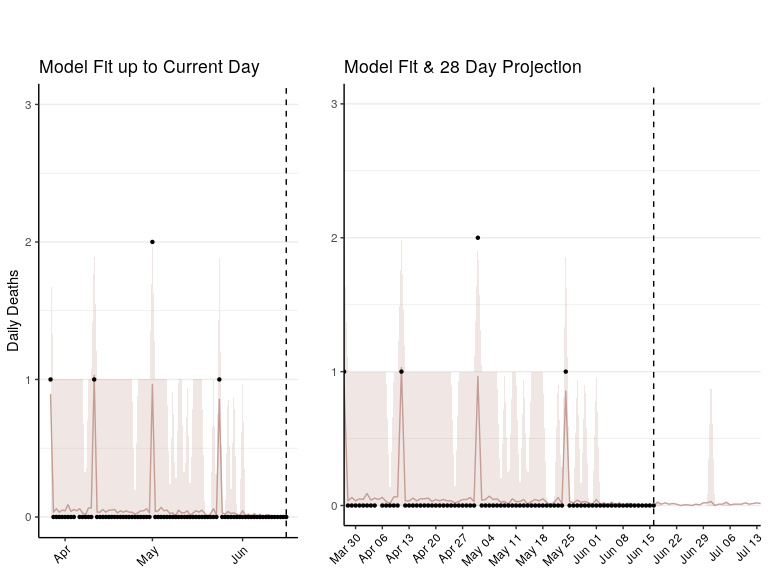 Model Fit up to Current Day
Model Fit & 28 Day Projection
Daily Deaths
3
2
1
0
Apr
May
Jun
3
2
1
0
Mar 30
Apr 06
Apr 13
Apr 20
Apr 27
May 04
May 11
May 18
May 25
Jun 01
Jun 08
Jun 15
Jun 22
Jun 29
Jul 06
Jul 13